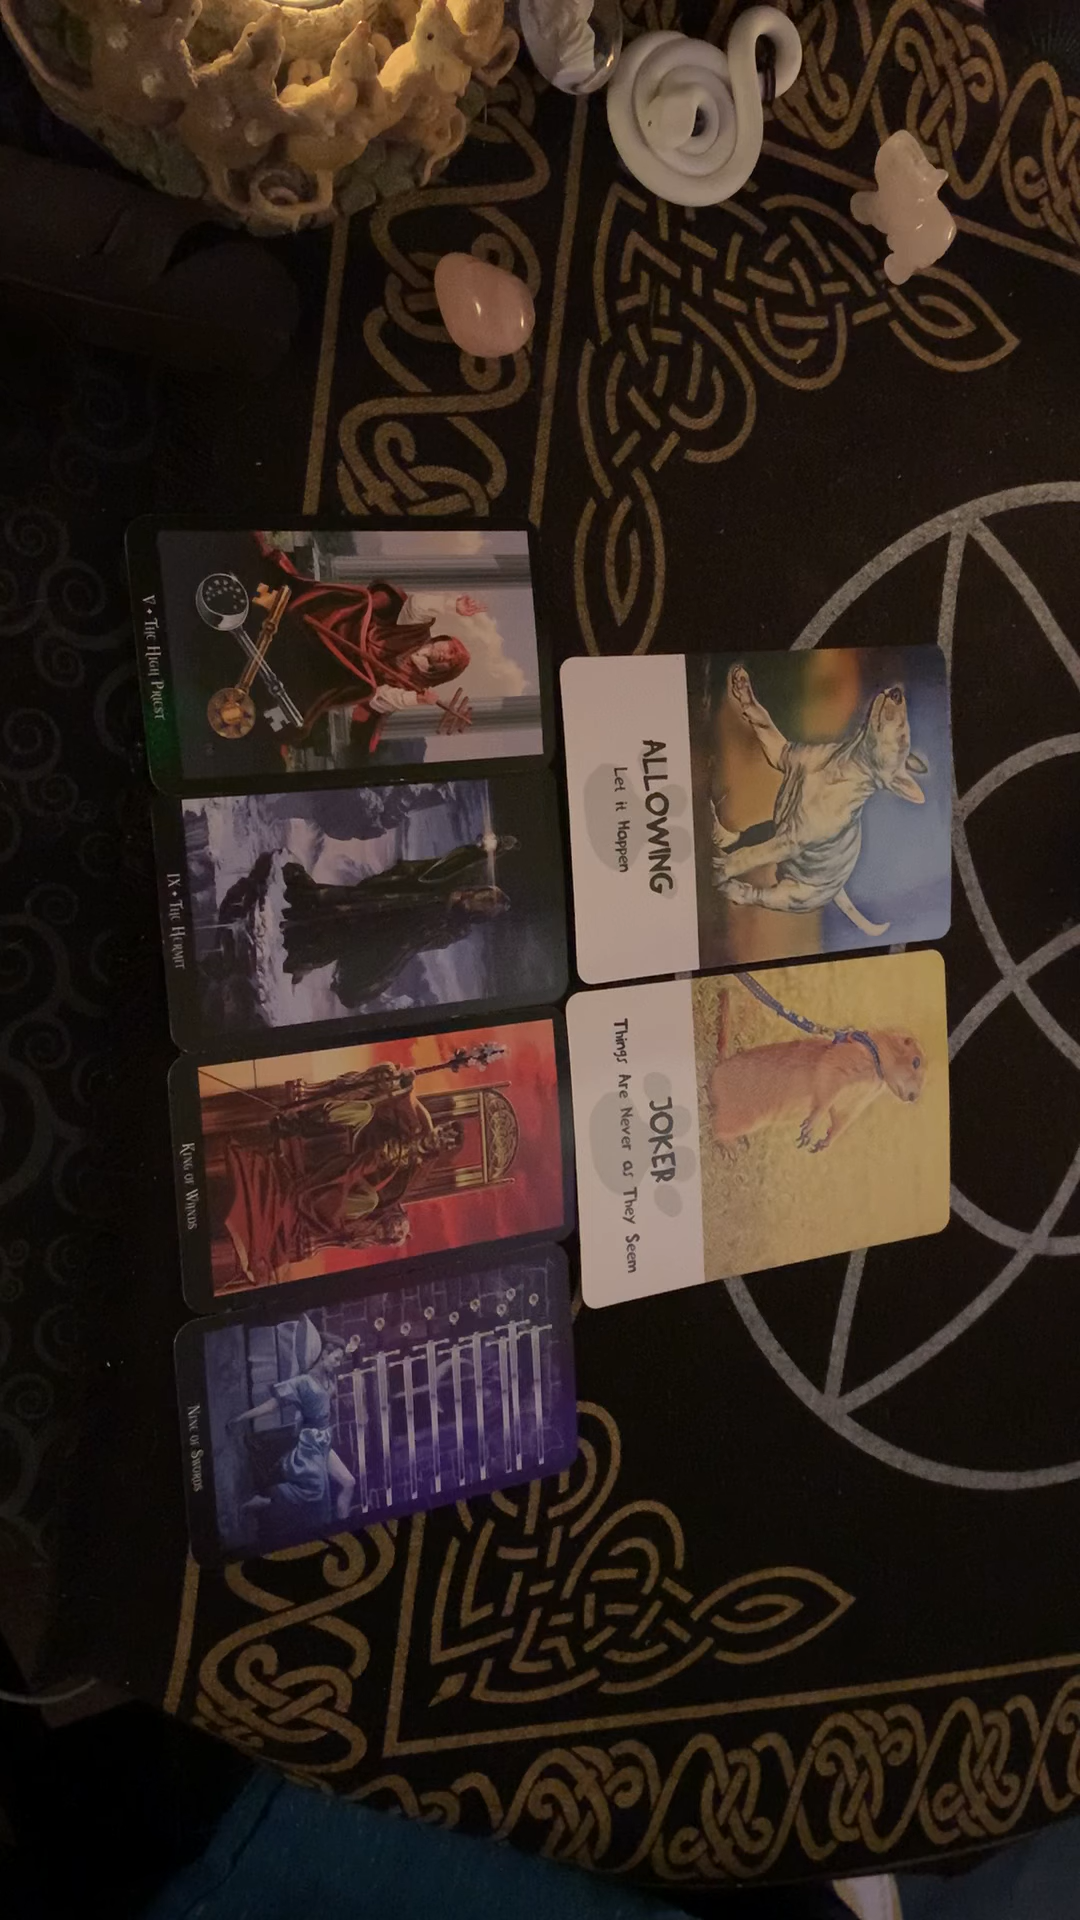 ALLOWING
Let it Happen
JOKER
Things Are Never as They Seem
V • The High Priest
IX • The Hermit
King of Wands
Nine of Swords